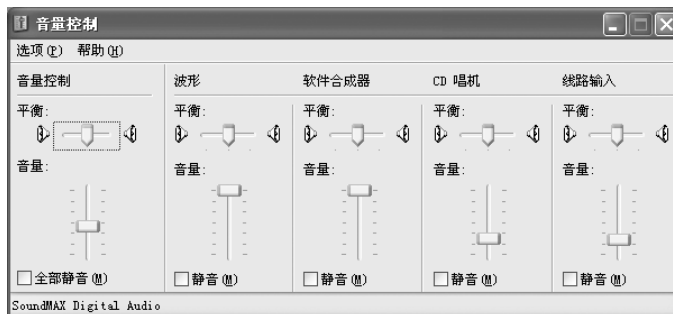 音量控制
选项(P) 帮助(H)
音量控制 波形 软件合成器 CD 唱机 线路输入
平衡: 平衡: 平衡: 平衡: 平衡:
音量: 音量: 音量: 音量: 音量:
全部静音(M) 静音(M) 静音(M) 静音(M) 静音(M)
SoundMAX Digital Audio